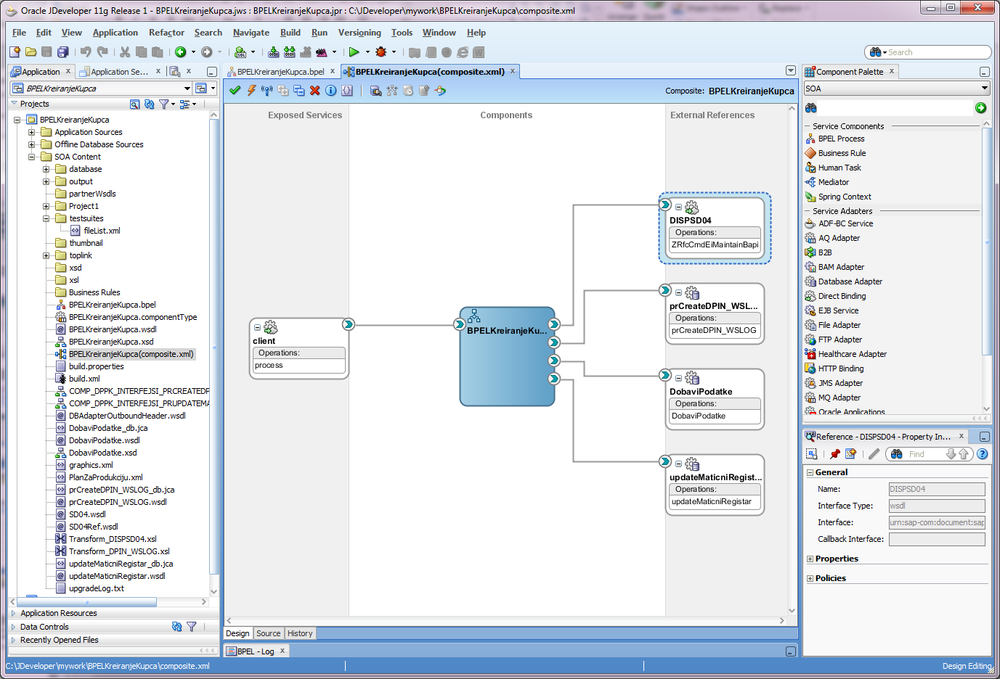 Oracle JDeveloper 11g Release 1 - BPELKreiranjeKupca.jws : BPELKreiranjeKupca.jpr : C:\JDeveloper\mywork\BPELKreiranjeKupca\composite.xml
File Edit View Application Refactor Search Navigate Build Run Versioning Tools Window Help
Search
Application
Application Se...
BPELKreiranjeKupca
Projects
BPELKreiranjeKupca
Application Sources
Offline Database Sources
SOA Content
database
output
partnerWsdls
Project1
testsuites
fileList.xml
thumbnail
toplink
xsd
xsl
Business Rules
BPELKreiranjeKupca.bpel
BPELKreiranjeKupca.componentType
BPELKreiranjeKupca.wsdl
BPELKreiranjeKupca.xsd
BPELKreiranjeKupca(composite.xml)
build.properties
build.xml
COMP_DPPK_INTERFEJSI_PRCREATEDP
COMP_DPPK_INTERFEJSI_PRUPDATEMA
DBAdapterOutboundHeader.wsdl
DobaviPodatke_db.jca
DobaviPodatke.wsdl
DobaviPodatke.xsd
graphics.xml
PlanZaProdukciju.xml
prCreateDPIN_WSLOG_db.jca
prCreateDPIN_WSLOG.wsdl
SD04.wsdl
SD04Ref.wsdl
Transform_DISPSD04.xsl
Transform_DPIN_WSLOG.xsl
updateMaticniRegistar_db.jca
updateMaticniRegistar.wsdl
upgradeLog.txt
Application Resources
Data Controls
Recently Opened Files
BPELKreiranjeKupca.bpel
BPELKreiranjeKupca(composite.xml)
Composite: BPELKreiranjeKupca
Exposed Services
Components
External References
client
Operations:
process
BPELKreiranjeKu...
DISPSD04
Operations:
ZRfcCmdEiMaintainBapi
prCreateDPIN_WSL...
Operations:
prCreateDPIN_WSLOG
DobaviPodatke
Operations:
DobaviPodatke
updateMaticniRegist...
Operations:
updateMaticniRegistar
Design Source History
BPEL - Log
Component Palette
SOA
Service Components
BPEL Process
Business Rule
Human Task
Mediator
Spring Context
Service Adapters
ADF-BC Service
AQ Adapter
B2B
BAM Adapter
Database Adapter
Direct Binding
EJB Service
File Adapter
FTP Adapter
Healthcare Adapter
HTTP Binding
JMS Adapter
MQ Adapter
Oracle Applications
Reference - DISPSD04 - Property In...
Find
General
Name: DISPSD04
Interface Type: wsdl
Interface: urn:sap-com:document:sap
Callback Interface:
Properties
Policies
C:\JDeveloper\mywork\BPELKreiranjeKupca\composite.xml
Design Editing